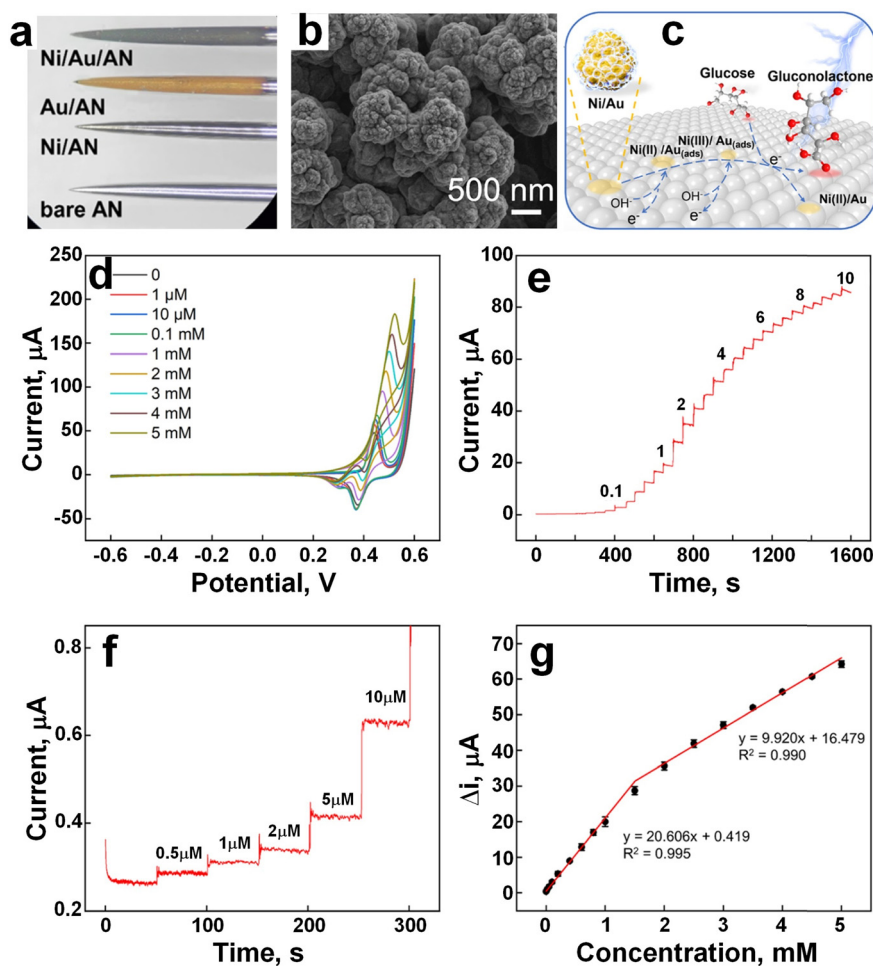 a
Ni/Au/AN
Au/AN
Ni/AN
bare AN
b
500 nm
c
Ni/Au
Glucose
Gluconolactone
Ni(II) /Au(ads)
Ni(III)/ Au(ads)
e-
OH-
e-
OH-
e-
Ni(II)/Au
d
250
200
150
100
50
0
-50
0
1 μM
10 μM
0.1 mM
1 mM
2 mM
3 mM
4 mM
5 mM
-0.6
-0.4
-0.2
0.0
0.2
0.4
0.6
Current, μA
Potential, V
e
100
80
60
40
20
0
0.1
1
2
4
6
8
10
0
400
800
1200
1600
Current, μA
Time, s
f
0.8
0.6
0.4
0.2
0.5μM
1μM
2μM
5μM
10μM
0
100
200
300
Current, μA
Time, s
g
70
60
50
40
30
20
10
0
y = 9.920x + 16.479
R² = 0.990
y = 20.606x + 0.419
R² = 0.995
0
1
2
3
4
5
Δi, μA
Concentration, mM